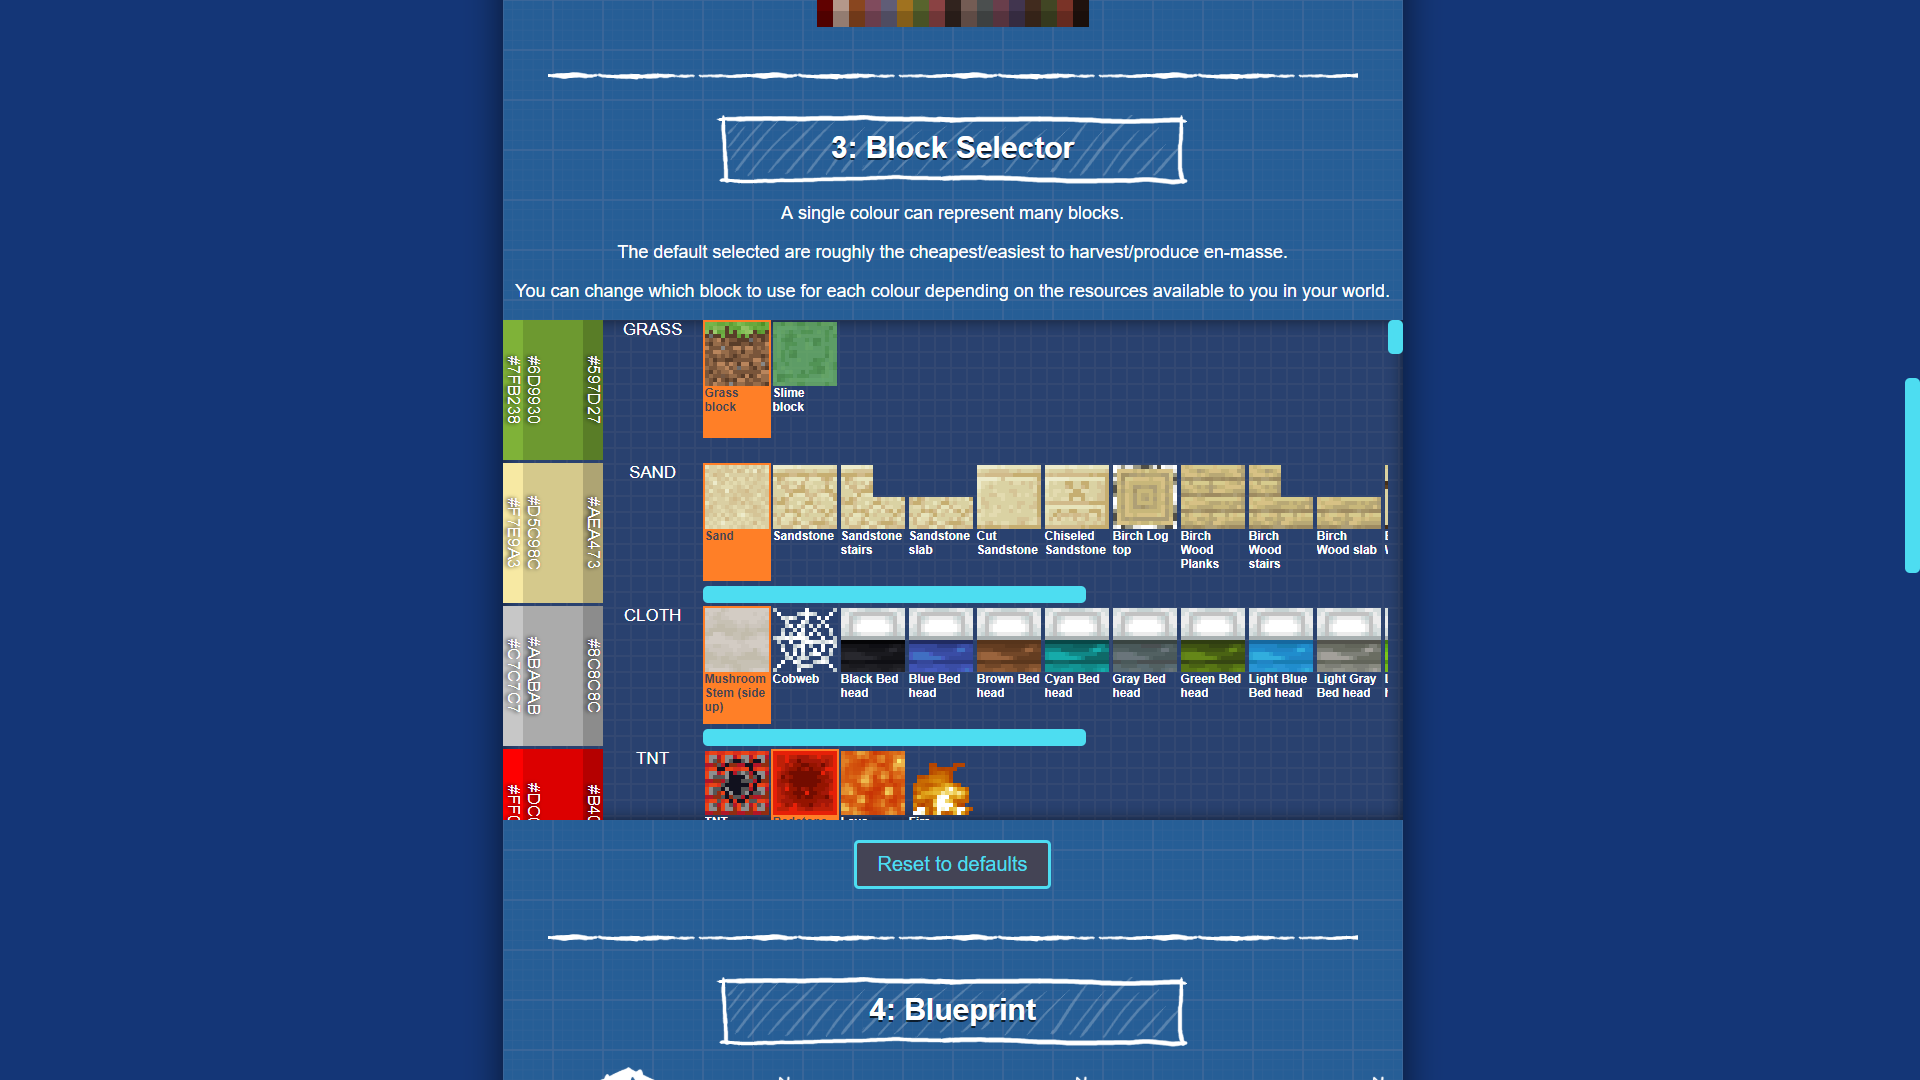 3: Block Selector
A single colour can represent many blocks.
The default selected are roughly the cheapest/easiest to harvest/produce en-masse.
You can change which block to use for each colour depending on the resources available to you in your world.
#7FB238
#6D9930
#597D27
GRASS
Grass
block
Slime
block
#F7E9A3
#D5C98C
#AEA473
SAND
Sand
Sandstone
Sandstone
stairs
Sandstone
slab
Cut
Sandstone
Chiseled
Sandstone
Birch Log
top
Birch
Wood
Planks
Birch
Wood
stairs
Birch
Wood slab
#C7C7C7
#ABABAB
#8C8C8C
CLOTH
Mushroom
Stem (side
up)
Cobweb
Black Bed
head
Blue Bed
head
Brown Bed
head
Cyan Bed
head
Gray Bed
head
Green Bed
head
Light Blue
Bed head
Light Gray
Bed head
TNT
Reset to defaults
4: Blueprint